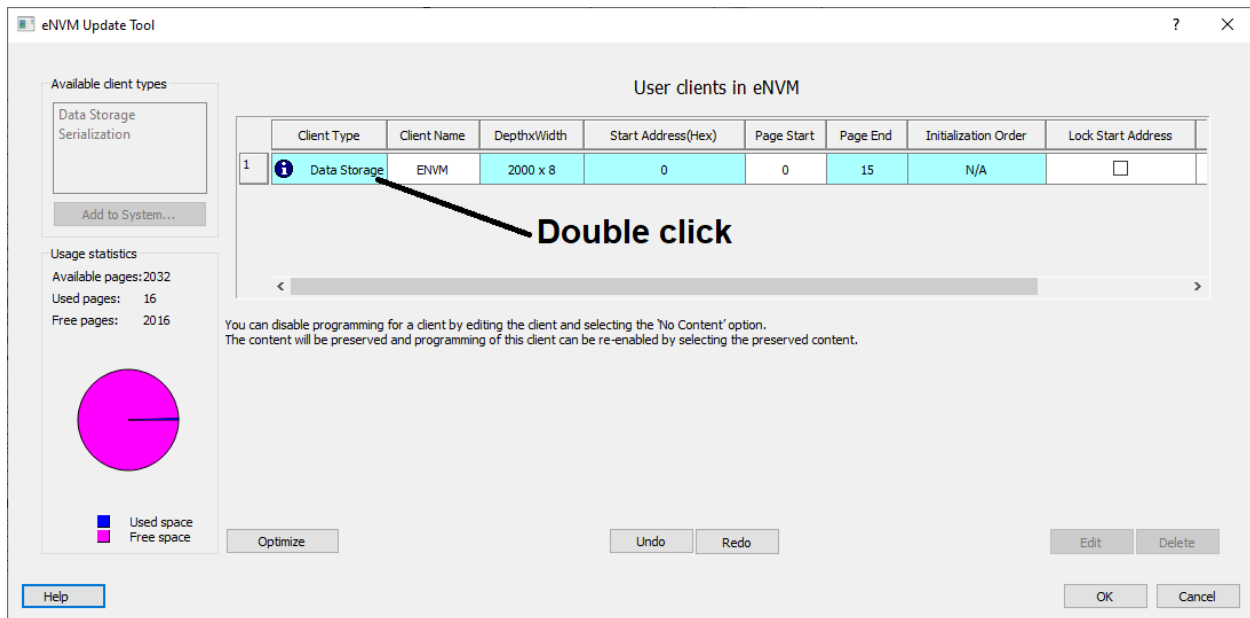 eNVM Update Tool
?
Available client types
Data Storage
Serialization
Add to System...
Usage statistics
Available pages:2032
Used pages: 16
Free pages: 2016
Used space
Free space
User clients in eNVM
Client Type Client Name DepthxWidth Start Address(Hex) Page Start Page End Initialization Order Lock Start Address
1 Data Storage ENVM 2000 x 8 0 0 15 N/A
Double click
You can disable programming for a client by editing the client and selecting the 'No Content' option.
The content will be preserved and programming of this client can be re-enabled by selecting the preserved content.
Optimize Undo Redo Edit Delete
Help OK Cancel